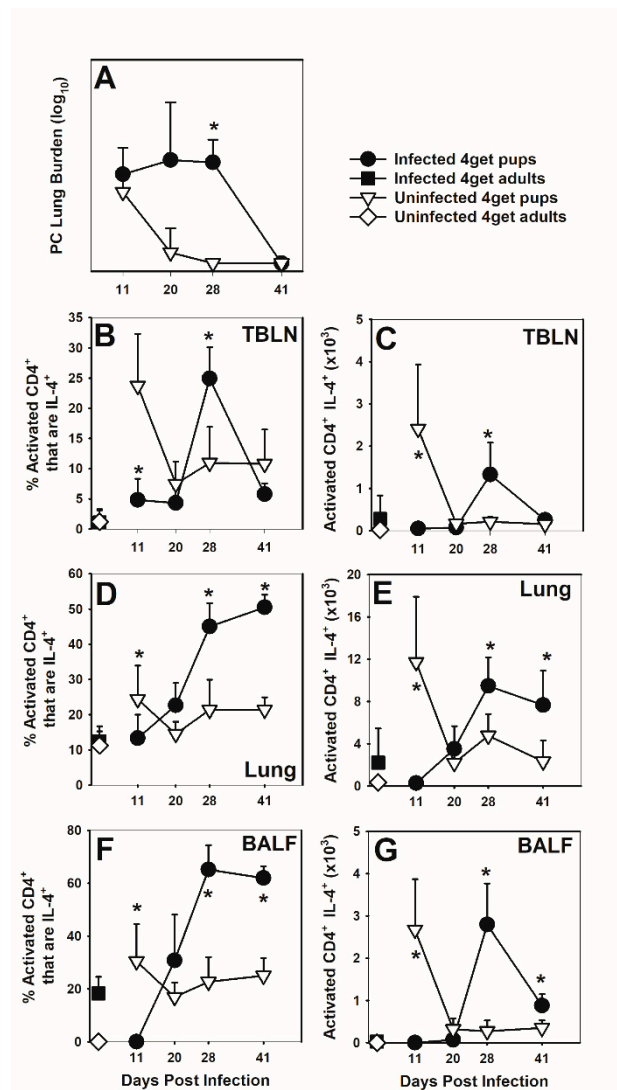 A
PC Lung Burden (log10)
11 20 28 41
Infected 4get pups
Infected 4get adults
Uninfected 4get pups
Uninfected 4get adults
B
TBLN
% Activated CD4+
that are IL-4+
35
30
25
20
15
10
5
0
*
*
11 20 28 41
C
TBLN
Activated CD4+ IL-4+ (x10³)
5
4
3
2
1
0
*
*
11 20 28 41
D
Lung
% Activated CD4+
that are IL-4+
60
50
40
30
20
10
0
*
*
*
11 20 28 41
E
Lung
Activated CD4+ IL-4+ (x10³)
20
16
12
8
4
0
*
*
*
11 20 28 41
F
BALF
% Activated CD4+
that are IL-4+
80
60
40
20
0
*
*
*
11 20 28 41
Days Post Infection
G
BALF
Activated CD4+ IL-4+ (x10³)
5
4
3
2
1
0
*
*
*
11 20 28 41
Days Post Infection